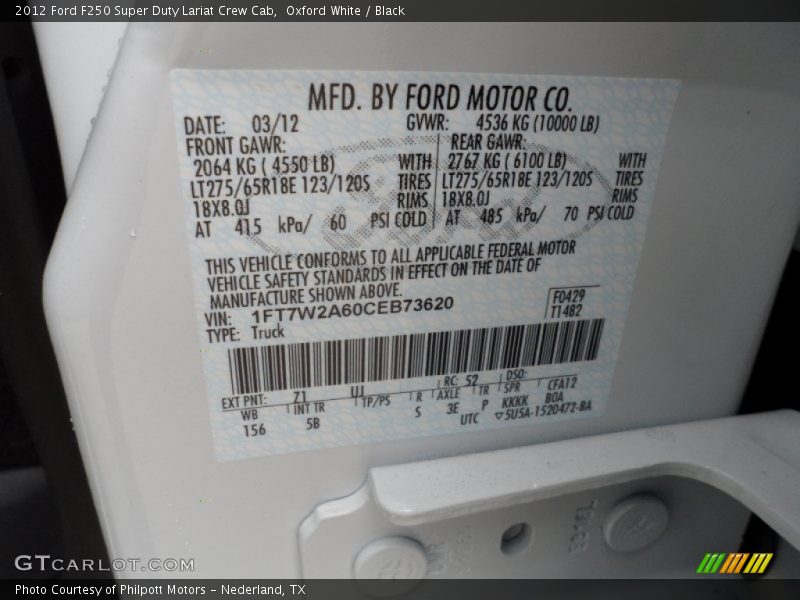 2012 Ford F250 Super Duty Lariat Crew Cab, Oxford White / Black
MFD. BY FORD MOTOR CO.
DATE: 03/12 GVWR: 4536 KG (10000 LB)
FRONT GAWR: REAR GAWR:
2064 KG ( 4550 LB) WITH 2767 KG ( 6100 LB) WITH
LT275/65R18E 123/120S TIRES LT275/65R18E 123/120S TIRES
18X8.0J RIMS 18X8.0J RIMS
AT 415 kPa/ 60 PSI COLD AT 485 kPa/ 70 PSI COLD
THIS VEHICLE CONFORMS TO ALL APPLICABLE FEDERAL MOTOR
VEHICLE SAFETY STANDARDS IN EFFECT ON THE DATE OF
MANUFACTURE SHOWN ABOVE.
VIN: 1FT7W2A60CEB73620 F0429
TYPE: Truck T1482
EXT PNT: Z1 RC: 52 DSO:
WB INT TR TP/PS R AXLE TR SPR CFA12
156 5B S 3E P KKKK BOA
UTC 5U5A-1520472-BA
GTCARLOT.COM
Photo Courtesy of Philpott Motors - Nederland, TX